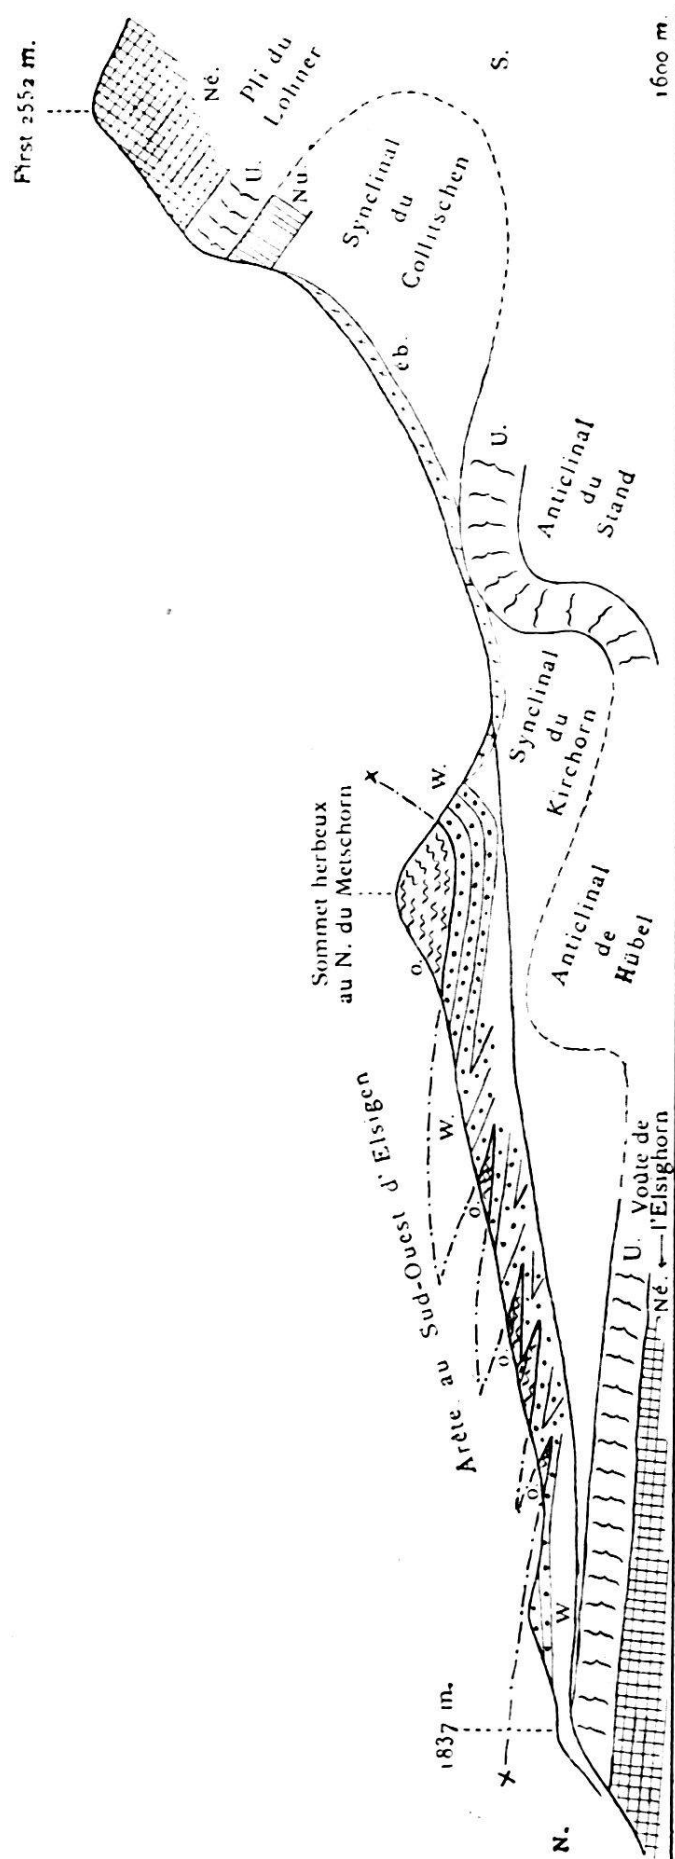 First 2552 m.
Né.
Pli du
Lohner
U.
Nu.
S.
Synclinal
du
Collitschen
eb.
U.
Anticlinal
du
Stand
1600 m.
Sommet herbeux
au N. du Metschorn
x
W.
o.
Synclinal
du
Kirchorn
Anticlinal
de
Hübel
Arête au Sud-Ouest d'Elsigen
W.
o.
o.
o.
W
U.
Voûte de
l'Elsighorn
Né.
1837 m.
x
N.